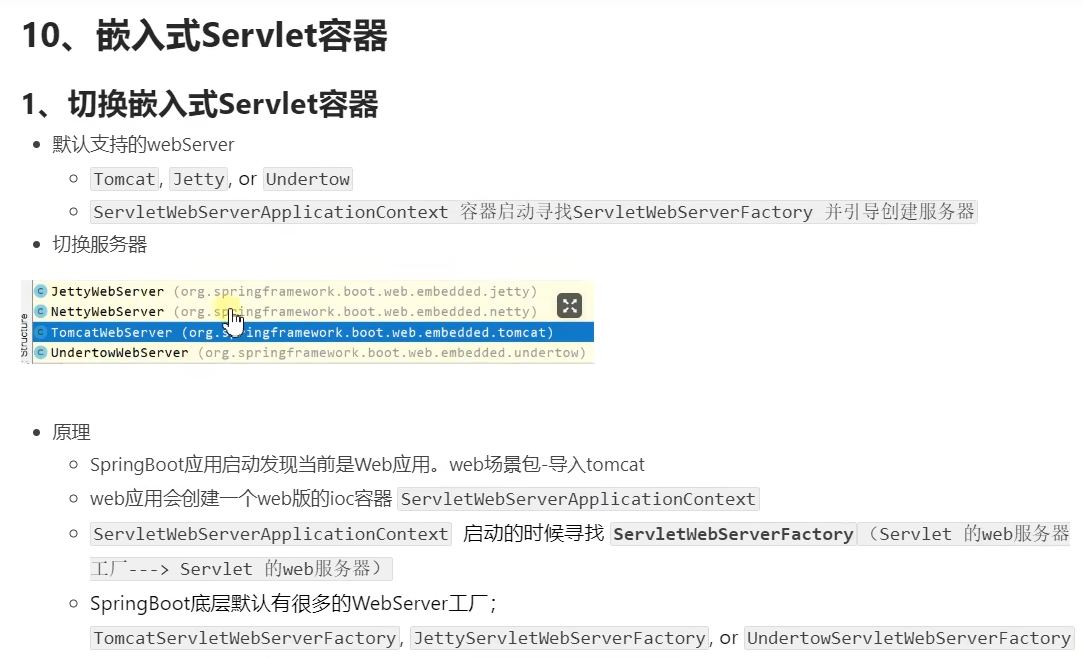 10、嵌入式Servlet容器
1、切换嵌入式Servlet容器
默认支持的webServer
Tomcat, Jetty, or Undertow
ServletWebServerApplicationContext 容器启动寻找ServletWebServerFactory 并引导创建服务器
切换服务器
JettyWebServer (org.springframework.boot.web.embedded.jetty)
NettyWebServer (org.springframework.boot.web.embedded.netty)
TomcatWebServer (org.springframework.boot.web.embedded.tomcat)
UndertowWebServer (org.springframework.boot.web.embedded.undertow)
Structure
原理
SpringBoot应用启动发现当前是Web应用。web场景包-导入tomcat
web应用会创建一个web版的ioc容器 ServletWebServerApplicationContext
ServletWebServerApplicationContext 启动的时候寻找 ServletWebServerFactory（Servlet 的web服务器
工厂---> Servlet 的web服务器）
SpringBoot底层默认有很多的WebServer工厂；
TomcatServletWebServerFactory, JettyServletWebServerFactory, or UndertowServletWebServerFactory